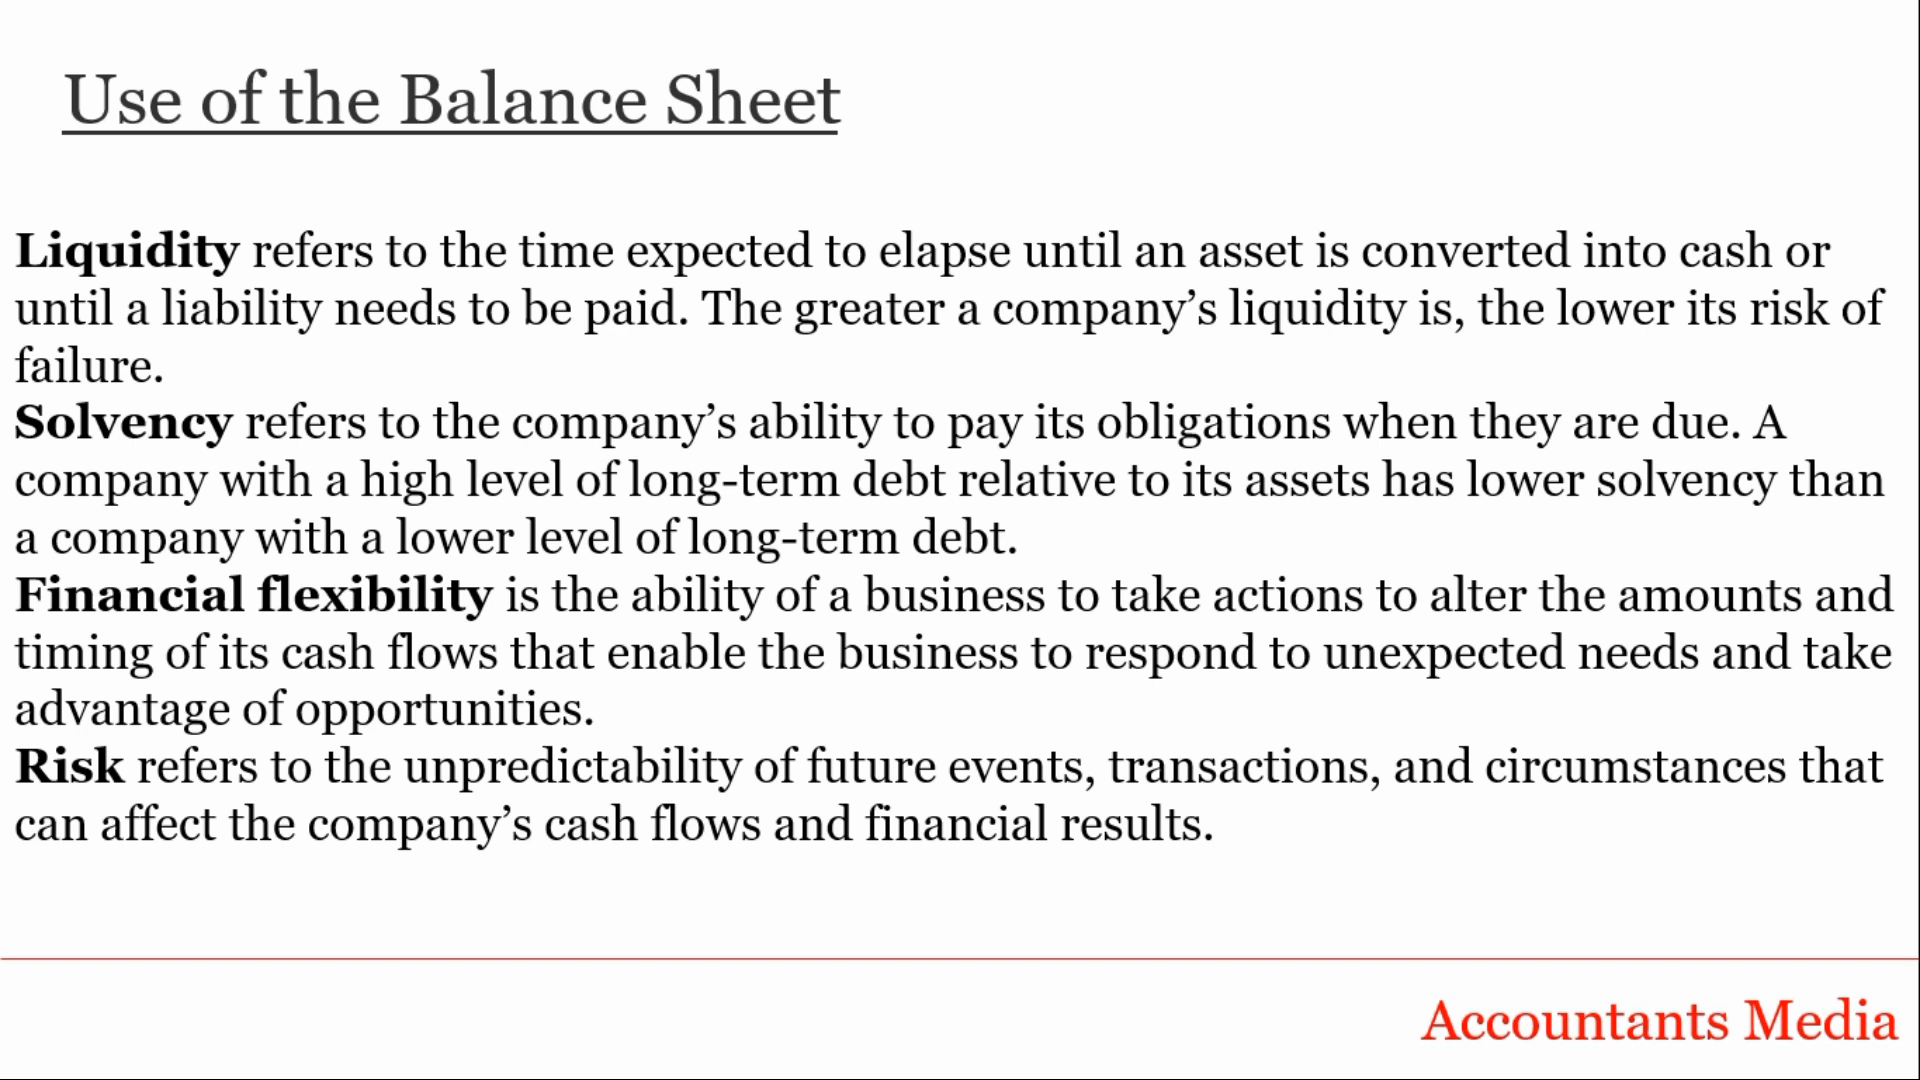 Use of the Balance Sheet
Liquidity refers to the time expected to elapse until an asset is converted into cash or
until a liability needs to be paid. The greater a company’s liquidity is, the lower its risk of
failure.
Solvency refers to the company’s ability to pay its obligations when they are due. A
company with a high level of long-term debt relative to its assets has lower solvency than
a company with a lower level of long-term debt.
Financial flexibility is the ability of a business to take actions to alter the amounts and
timing of its cash flows that enable the business to respond to unexpected needs and take
advantage of opportunities.
Risk refers to the unpredictability of future events, transactions, and circumstances that
can affect the company’s cash flows and financial results.
Accountants Media